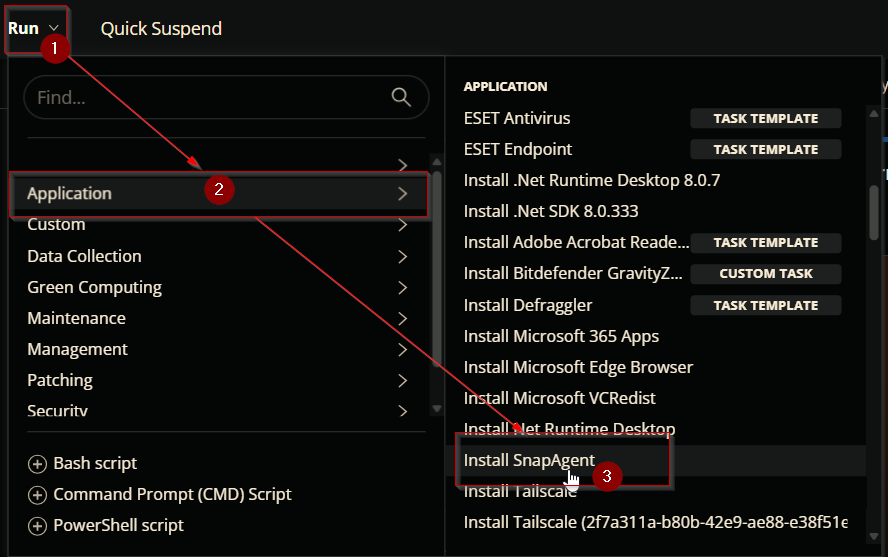 Run
1
Quick Suspend
Find...
2
Application
Custom
Data Collection
Green Computing
Maintenance
Management
Patching
Security
Bash script
Command Prompt (CMD) Script
PowerShell script
APPLICATION
ESET Antivirus TASK TEMPLATE
ESET Endpoint TASK TEMPLATE
Install .Net Runtime Desktop 8.0.7
Install .Net SDK 8.0.333
Install Adobe Acrobat Reade... TASK TEMPLATE
Install Bitdefender GravityZ... CUSTOM TASK
Install Defraggler TASK TEMPLATE
Install Microsoft 365 Apps
Install Microsoft Edge Browser
Install Microsoft VCRedist
Install Net Runtime Desktop
Install SnapAgent
3
Install Tailscale
Install Tailscale (2f7a311a-b80b-42e9-ae88-e38f51e